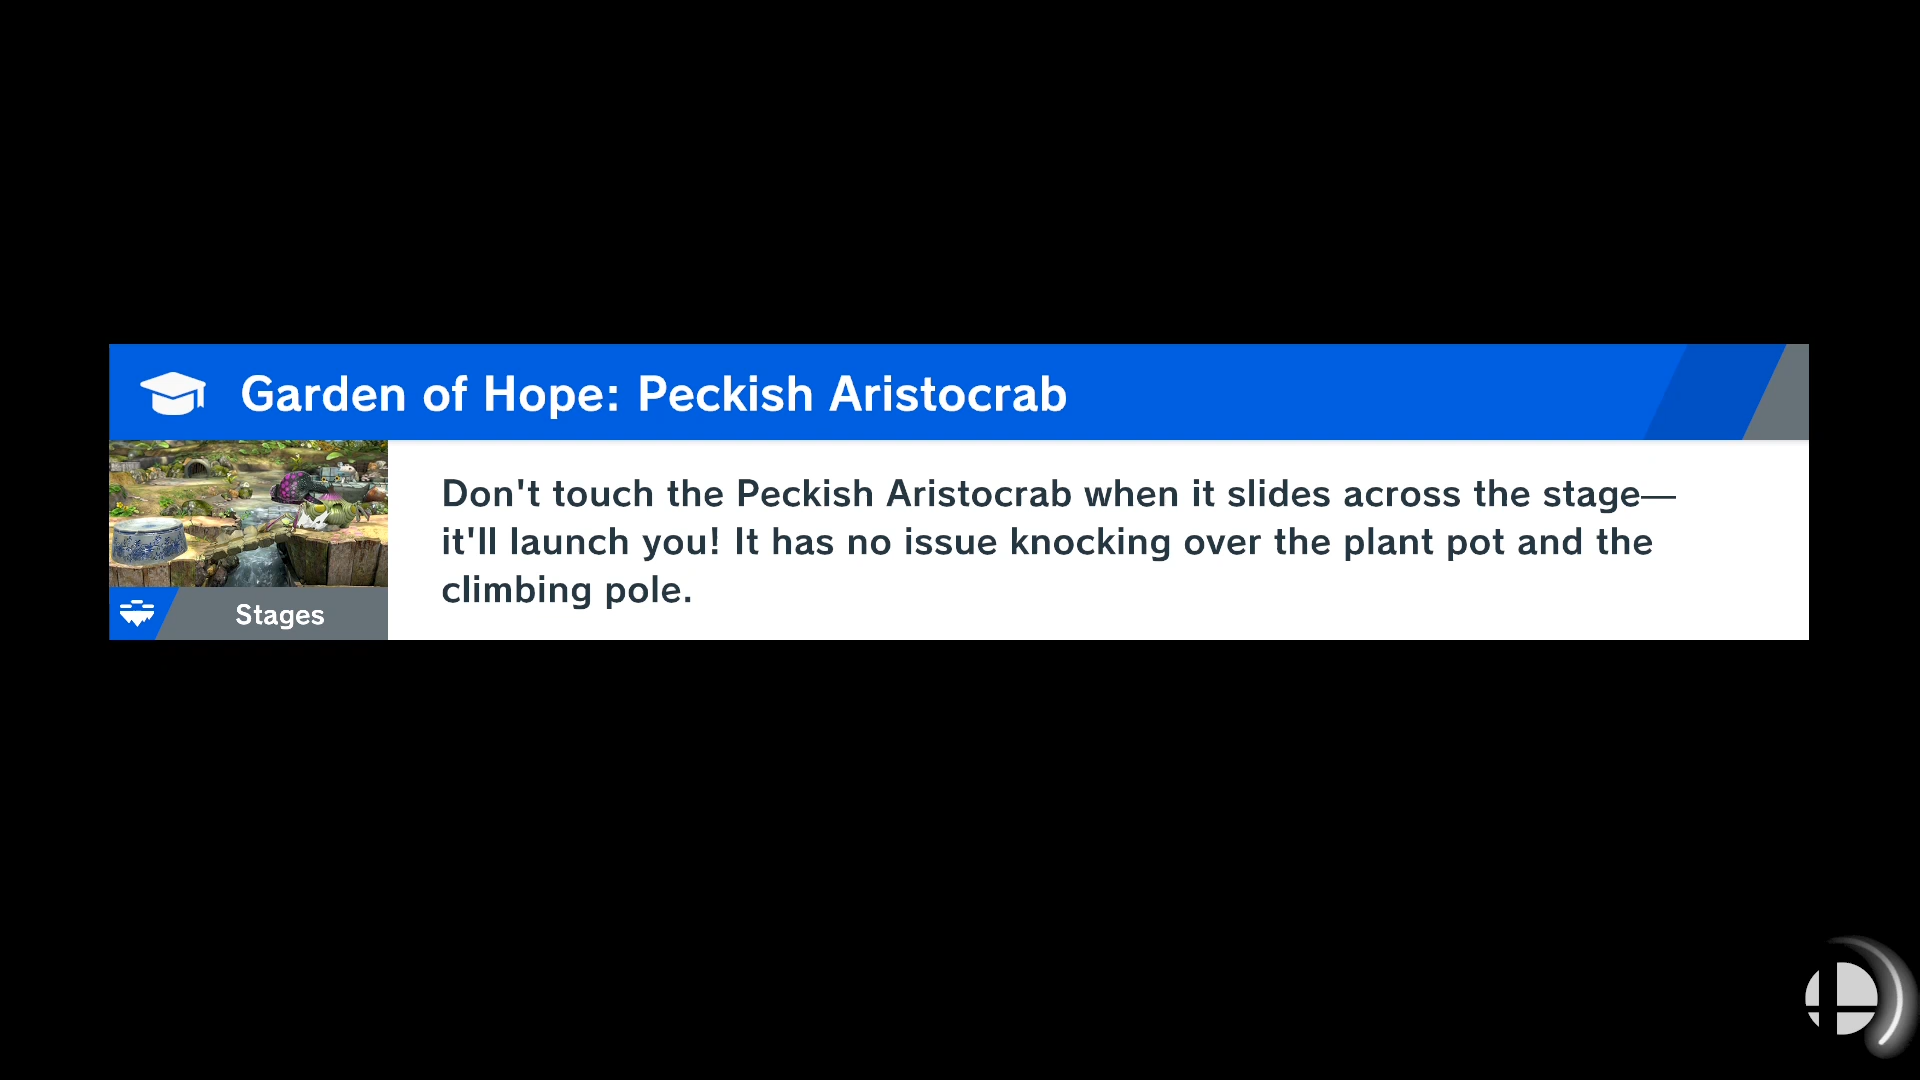 Garden of Hope: Peckish Aristocrab
Don't touch the Peckish Aristocrab when it slides across the stage—
it'll launch you! It has no issue knocking over the plant pot and the
climbing pole.
Stages